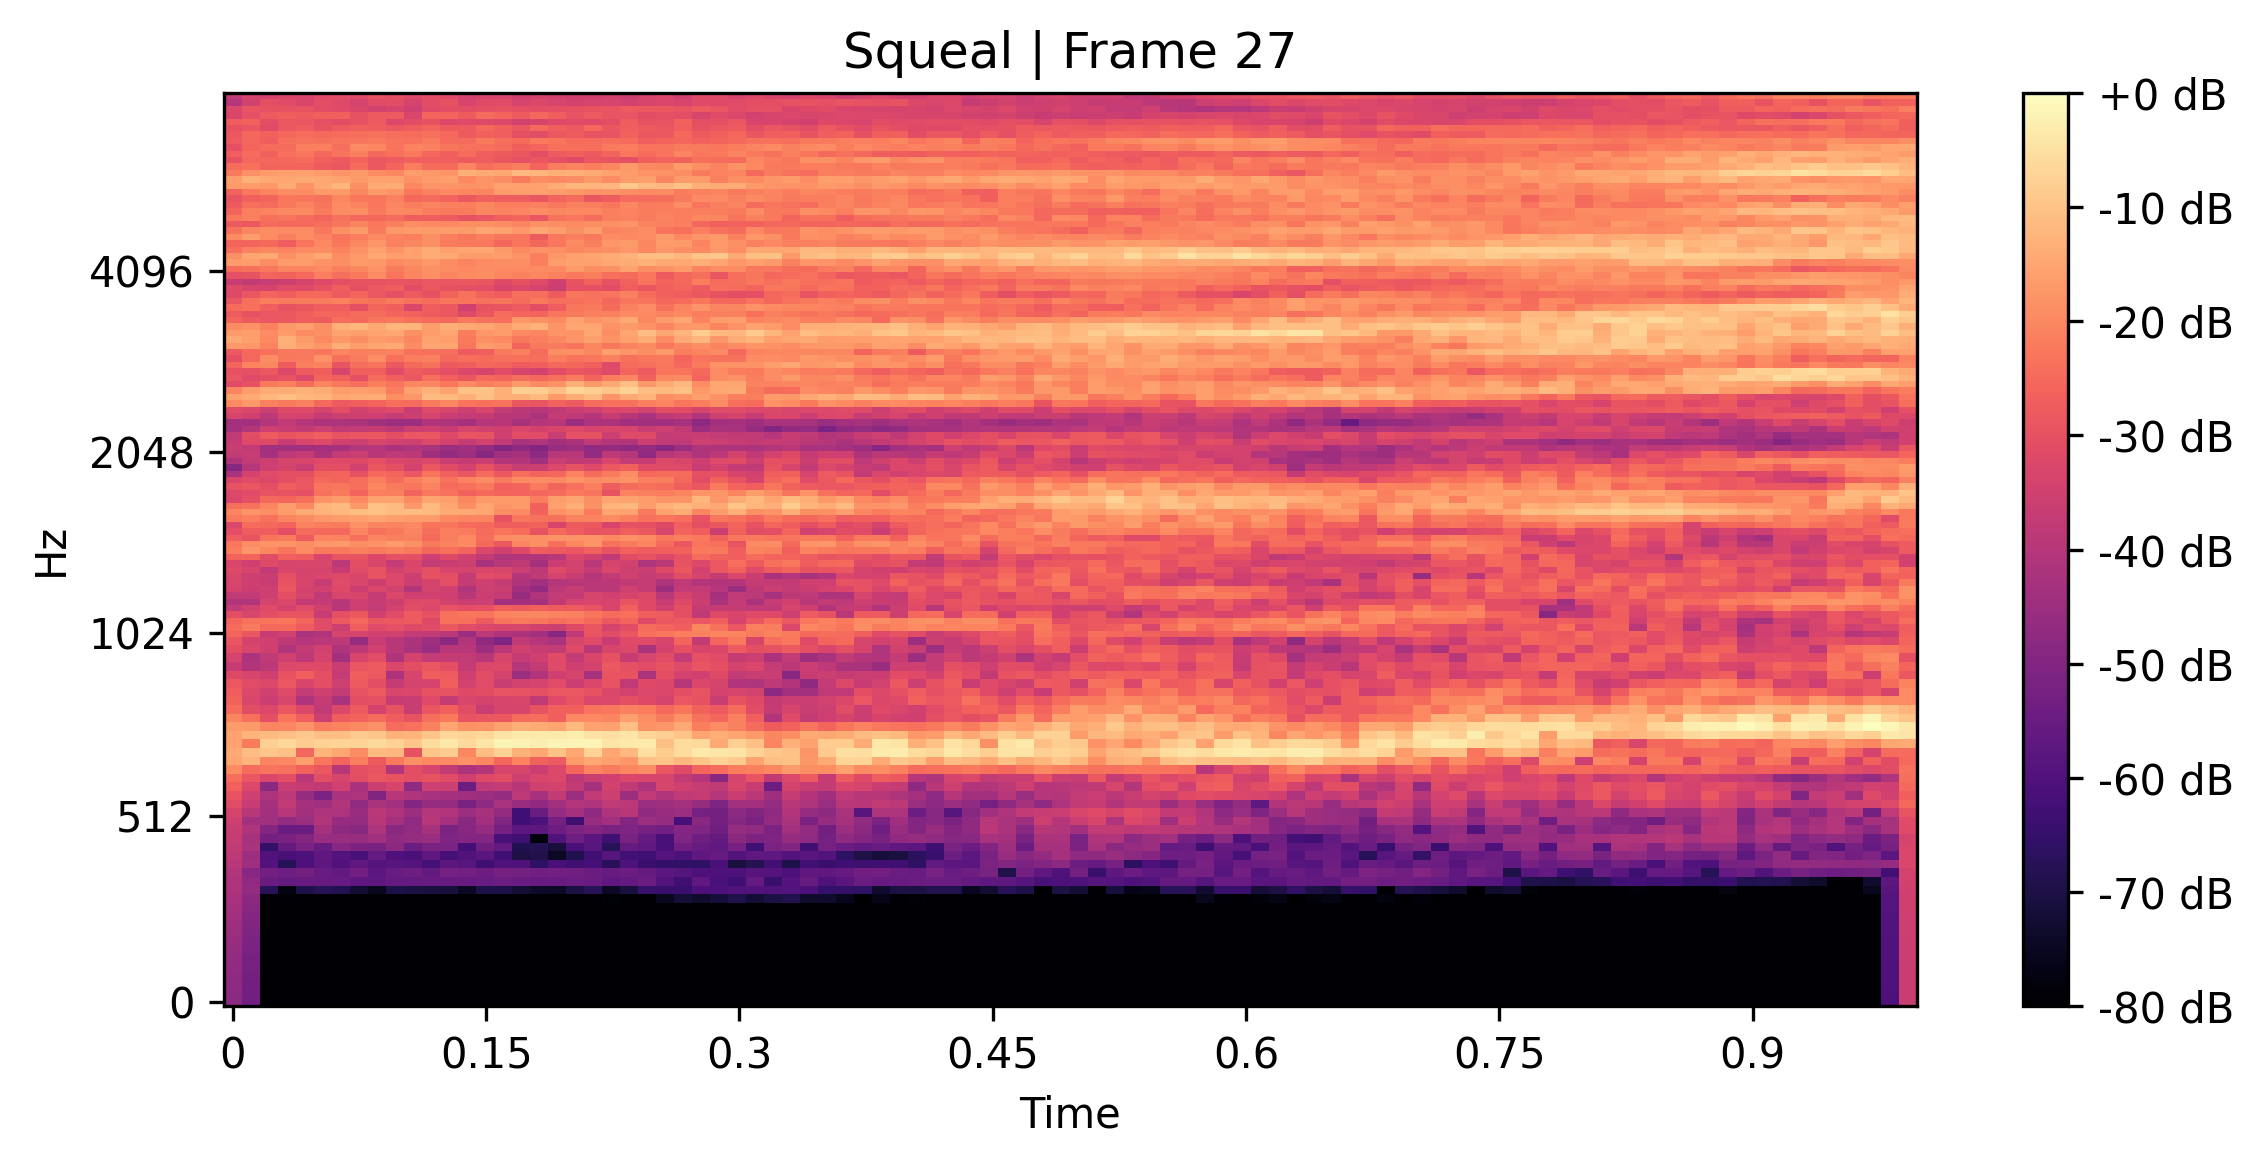 Squeal | Frame 27
Hz
4096
2048
1024
512
0
0 0.15 0.3 0.45 0.6 0.75 0.9
Time
+0 dB
-10 dB
-20 dB
-30 dB
-40 dB
-50 dB
-60 dB
-70 dB
-80 dB